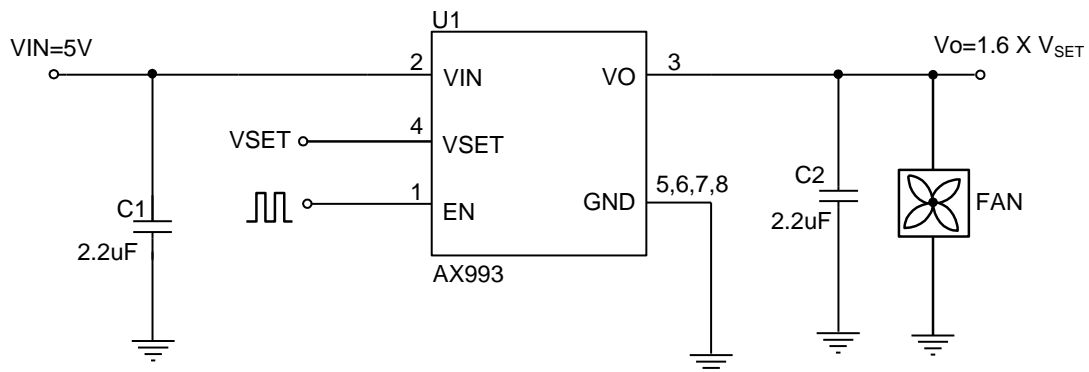 U1
VIN=5V
Vo=1.6 X VSET
2
VIN
VO
3
VSET
4
VSET
1
EN
GND
5,6,7,8
C1
2.2uF
C2
2.2uF
FAN
AX993